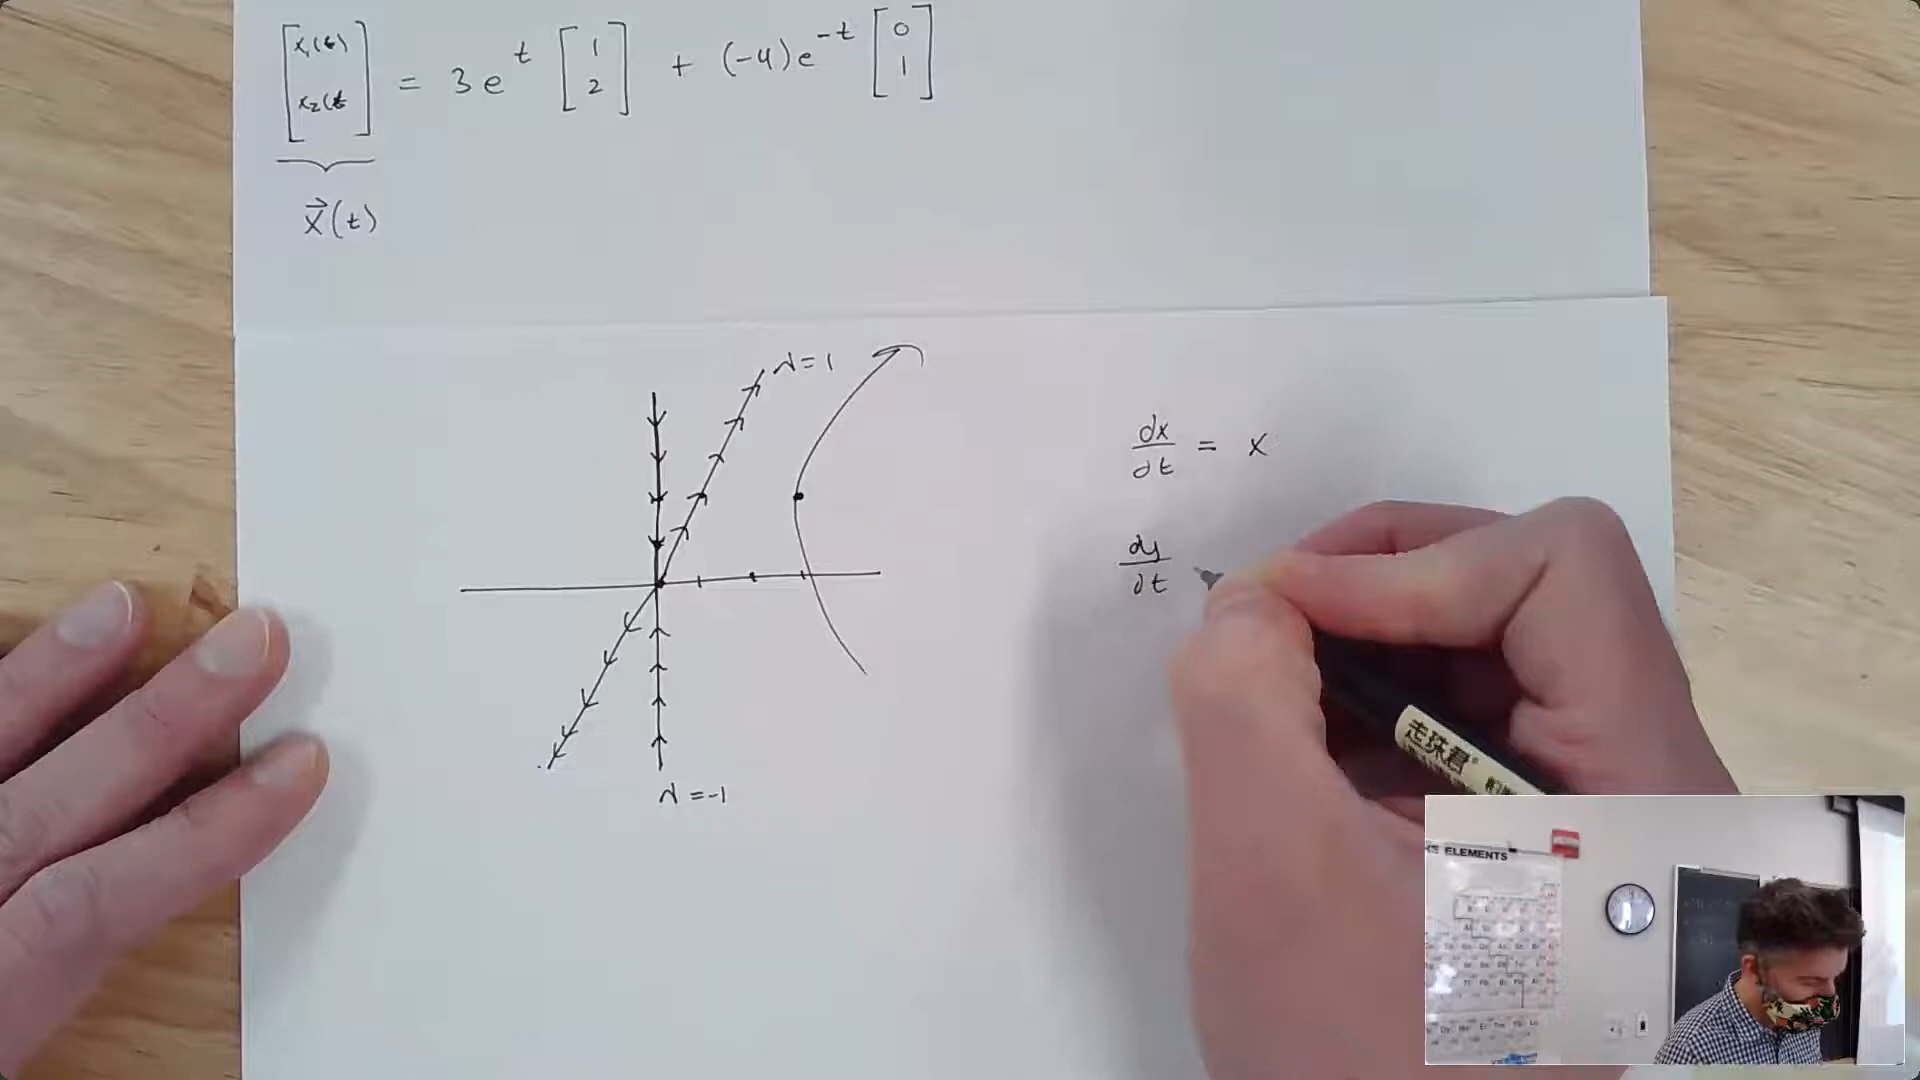 [x₁(t) x₂(t] = 3e^t [1 2] + (-4)e^-t [0 1]
x⃗(t)
λ=1
dx/dt = x
dy/dt
λ=-1
走珠君
ELEMENTS